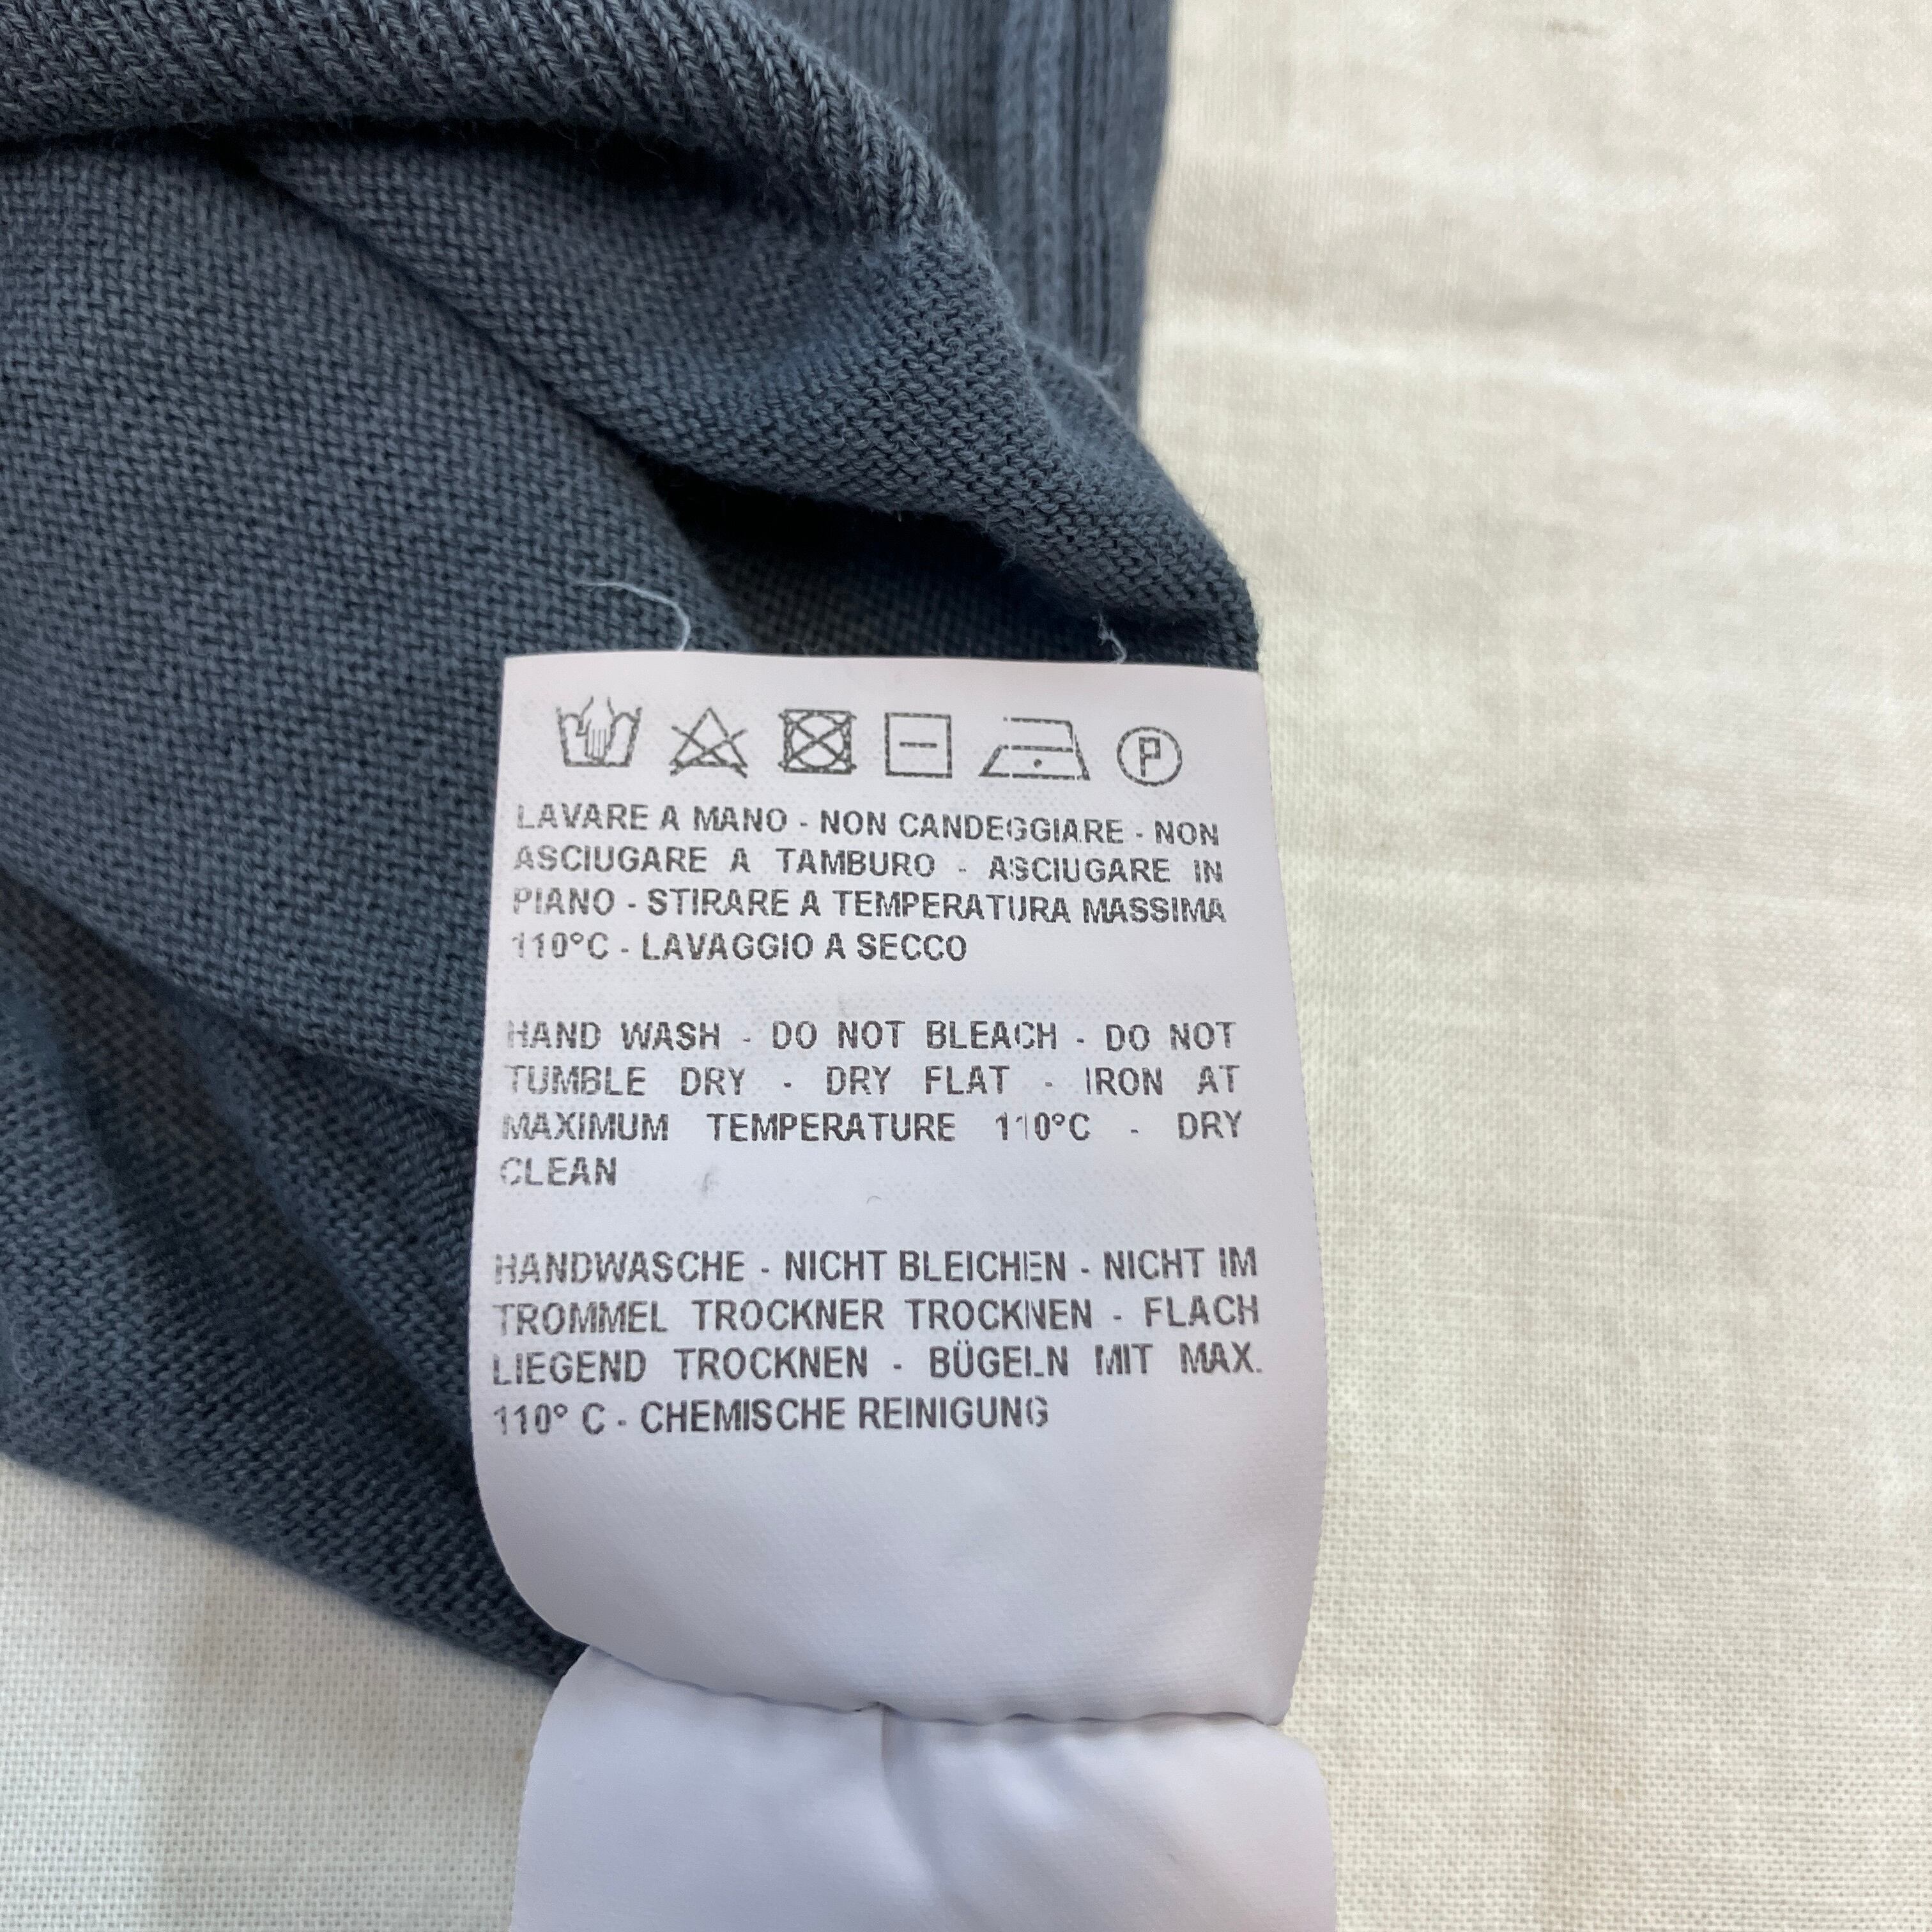 P
LAVARE A MANO - NON CANDEGGIARE - NON
ASCIUGARE A TAMBURO - ASCIUGARE IN
PIANO - STIRARE A TEMPERATURA MASSIMA
110°C - LAVAGGIO A SECCO
HAND WASH - DO NOT BLEACH - DO NOT
TUMBLE DRY - DRY FLAT - IRON AT
MAXIMUM TEMPERATURE 110°C - DRY
CLEAN
HANDWASCHE - NICHT BLEICHEN - NICHT IM
TROMMEL TROCKNER TROCKNEN - FLACH
LIEGEND TROCKNEN - BÜGELN MIT MAX.
110° C - CHEMISCHE REINIGUNG